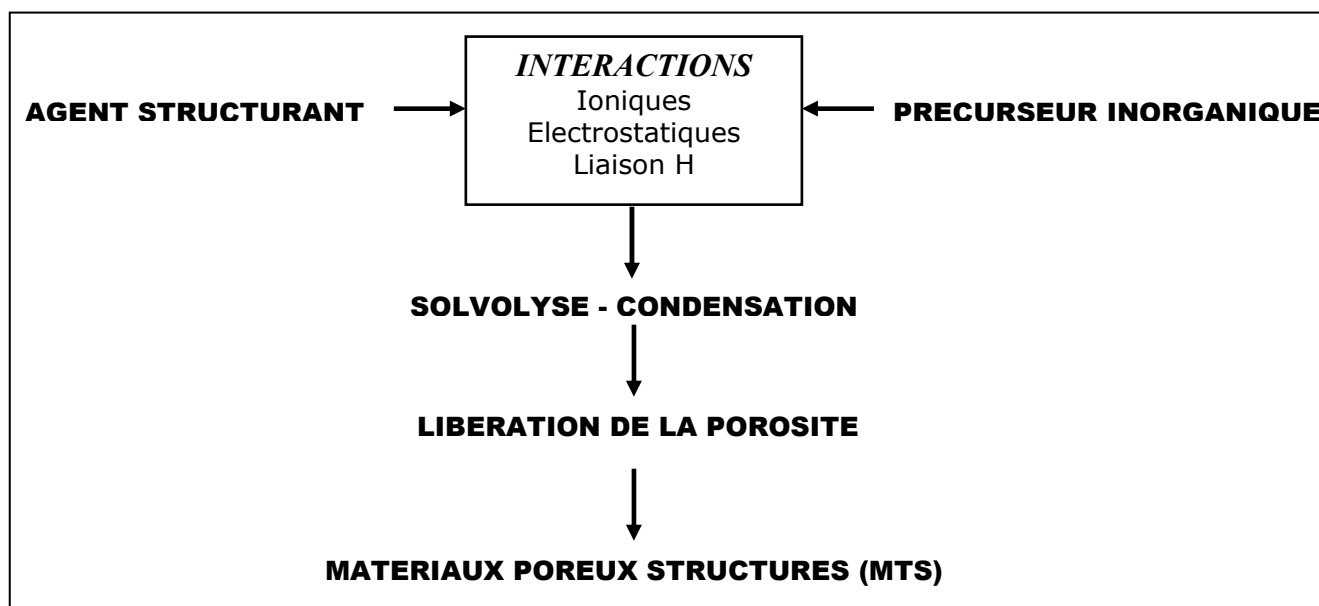 INTERACTIONS
Ioniques
Electrostatiques
Liaison H
AGENT STRUCTURANT
PRECURSEUR INORGANIQUE
SOLVOLYSE - CONDENSATION
LIBERATION DE LA POROSITE
MATERIAUX POREUX STRUCTURES (MTS)